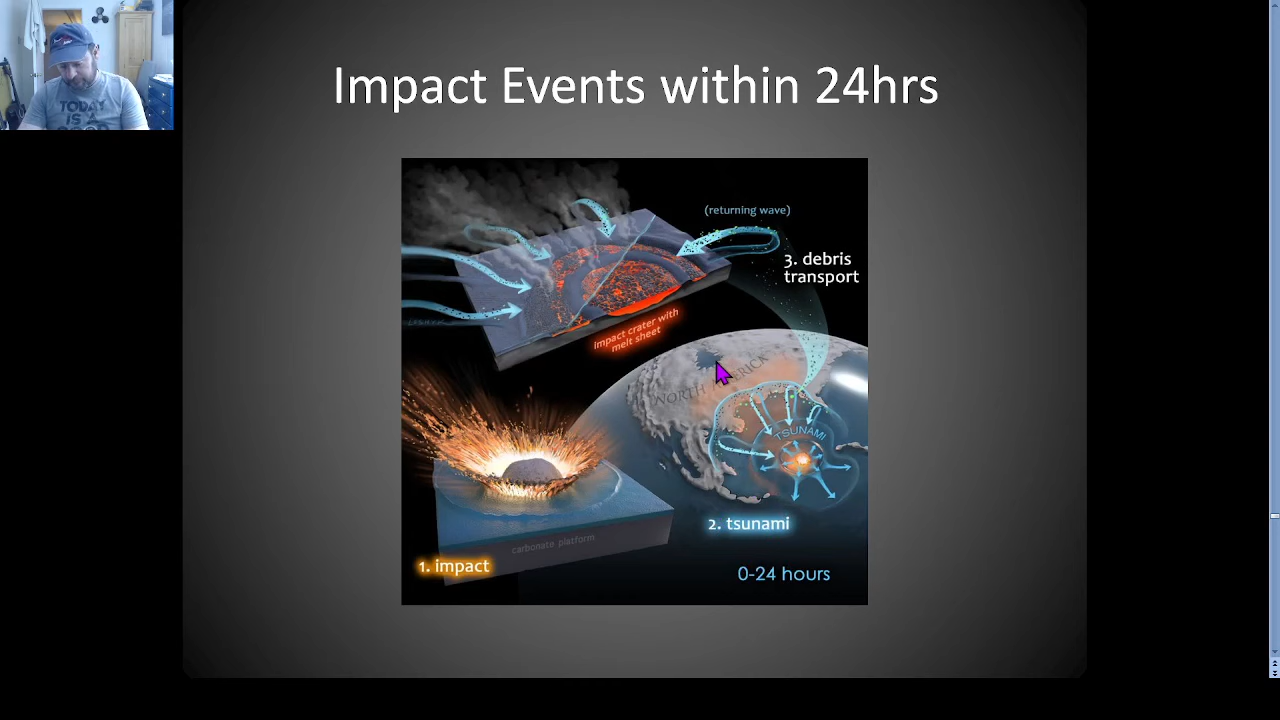 Impact Events within 24hrs
TODAY
IS A
(returning wave)
3. debris
transport
impact crater with
melt sheet
NORTH AMERICA
TSUNAMI
2. tsunami
carbonate platform
1. impact
0-24 hours